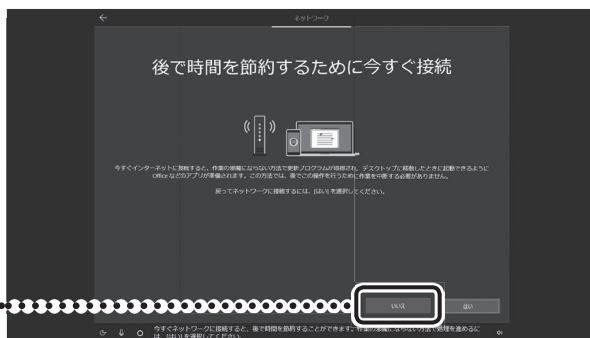 ネットワーク
後で時間を節約するために今すぐ接続
今すぐインターネットに接続すると、作業の邪魔にならない方法で更新プログラムが取得され、デスクトップに移動したときに起動できるように
Office などのアプリが準備されます。この方法では、後でこの操作を行うために作業を中断する必要がありません。
戻ってネットワークに接続するには、[はい] を選択してください。
いいえ
はい
今すぐネットワークに接続すると、後で時間を節約することができます。作業の邪魔にならない方法で処理を進めるに
は、[はい] を選択してください。